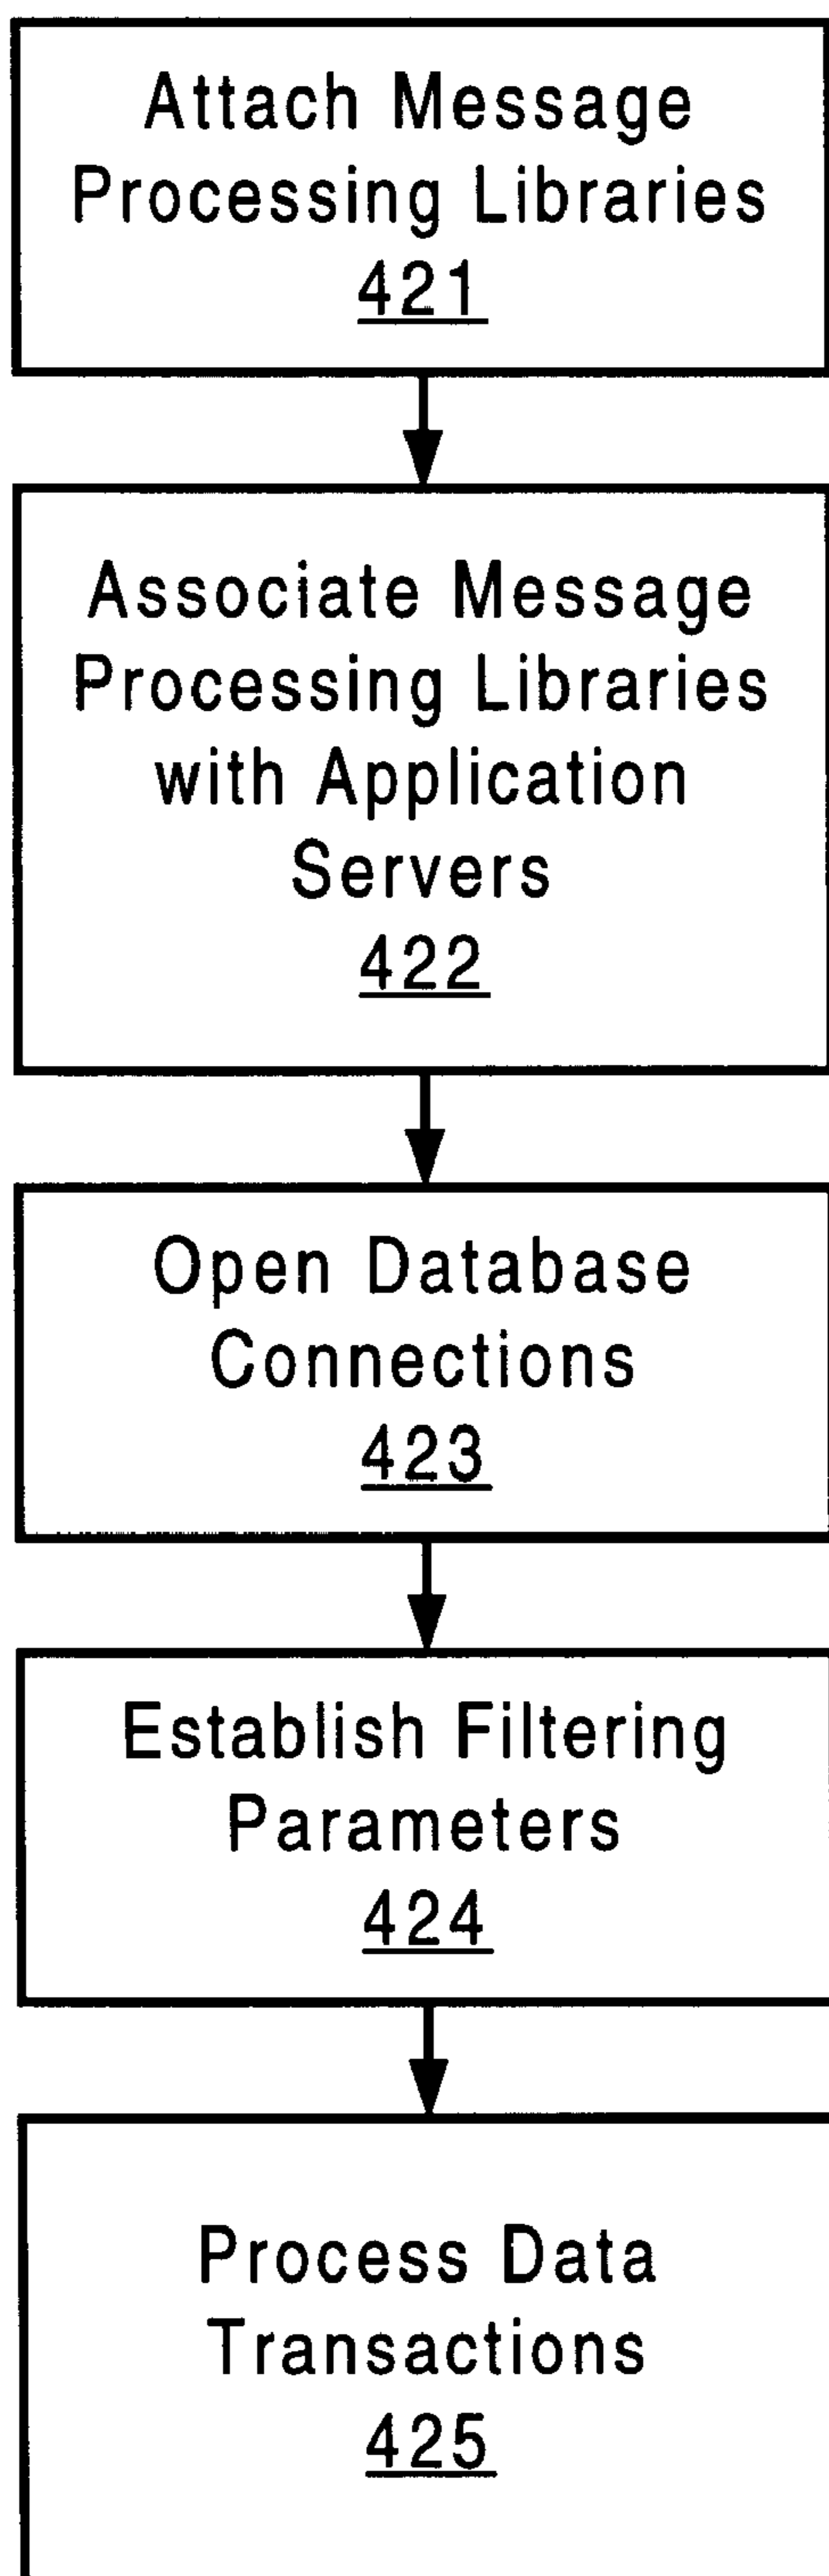 Attach Message
Processing Libraries
421
Associate Message
Processing Libraries
with Application
Servers
422
Open Database
Connections
423
Establish Filtering
Parameters
424
Process Data
Transactions
425